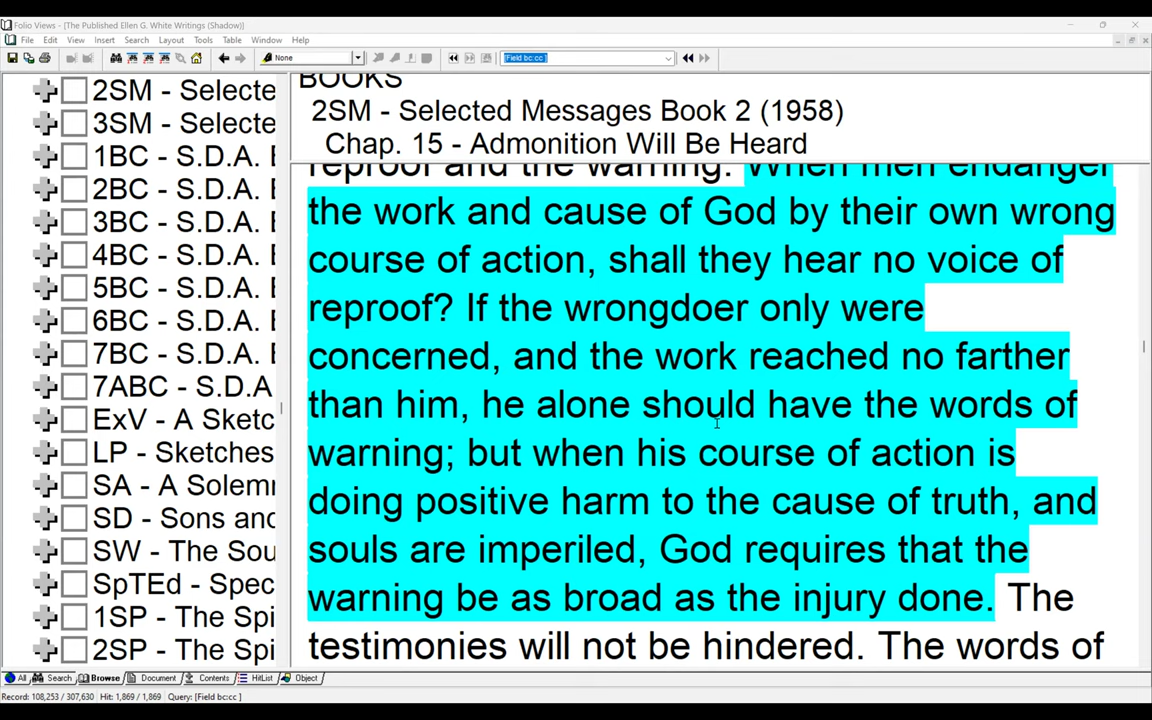 Folio Views - [The Published Ellen G. White Writings (Shadow)]
File Edit View Insert Search Layout Tools Table Window Help
None
[Field bc:cc ]
2SM - Selecte
3SM - Selecte
1BC - S.D.A. E
2BC - S.D.A. E
3BC - S.D.A. E
4BC - S.D.A. E
5BC - S.D.A. E
6BC - S.D.A. E
7BC - S.D.A. E
7ABC - S.D.A
ExV - A Sketc
LP - Sketches
SA - A Solemn
SD - Sons and
SW - The Sou
SpTEd - Spec
1SP - The Spi
2SP - The Spi
BOOKS
2SM - Selected Messages Book 2 (1958)
Chap. 15 - Admonition Will Be Heard
reproof and the warning. When men endanger
the work and cause of God by their own wrong
course of action, shall they hear no voice of
reproof? If the wrongdoer only were
concerned, and the work reached no farther
than him, he alone should have the words of
warning; but when his course of action is
doing positive harm to the cause of truth, and
souls are imperiled, God requires that the
warning be as broad as the injury done. The
testimonies will not be hindered. The words of
All Search Browse Document Contents HitList Object
Record: 108,253 / 307,630 Hit: 1,869 / 1,869 Query: [Field bc:cc ]